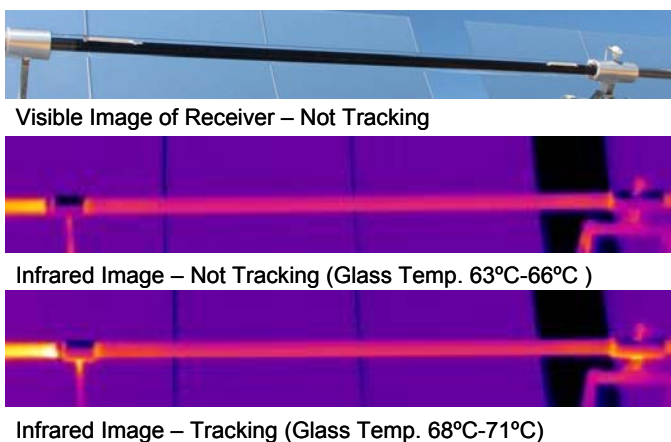 Visible Image of Receiver – Not Tracking
Infrared Image – Not Tracking (Glass Temp. 63ºC-66ºC )
Infrared Image – Tracking (Glass Temp. 68ºC-71ºC)